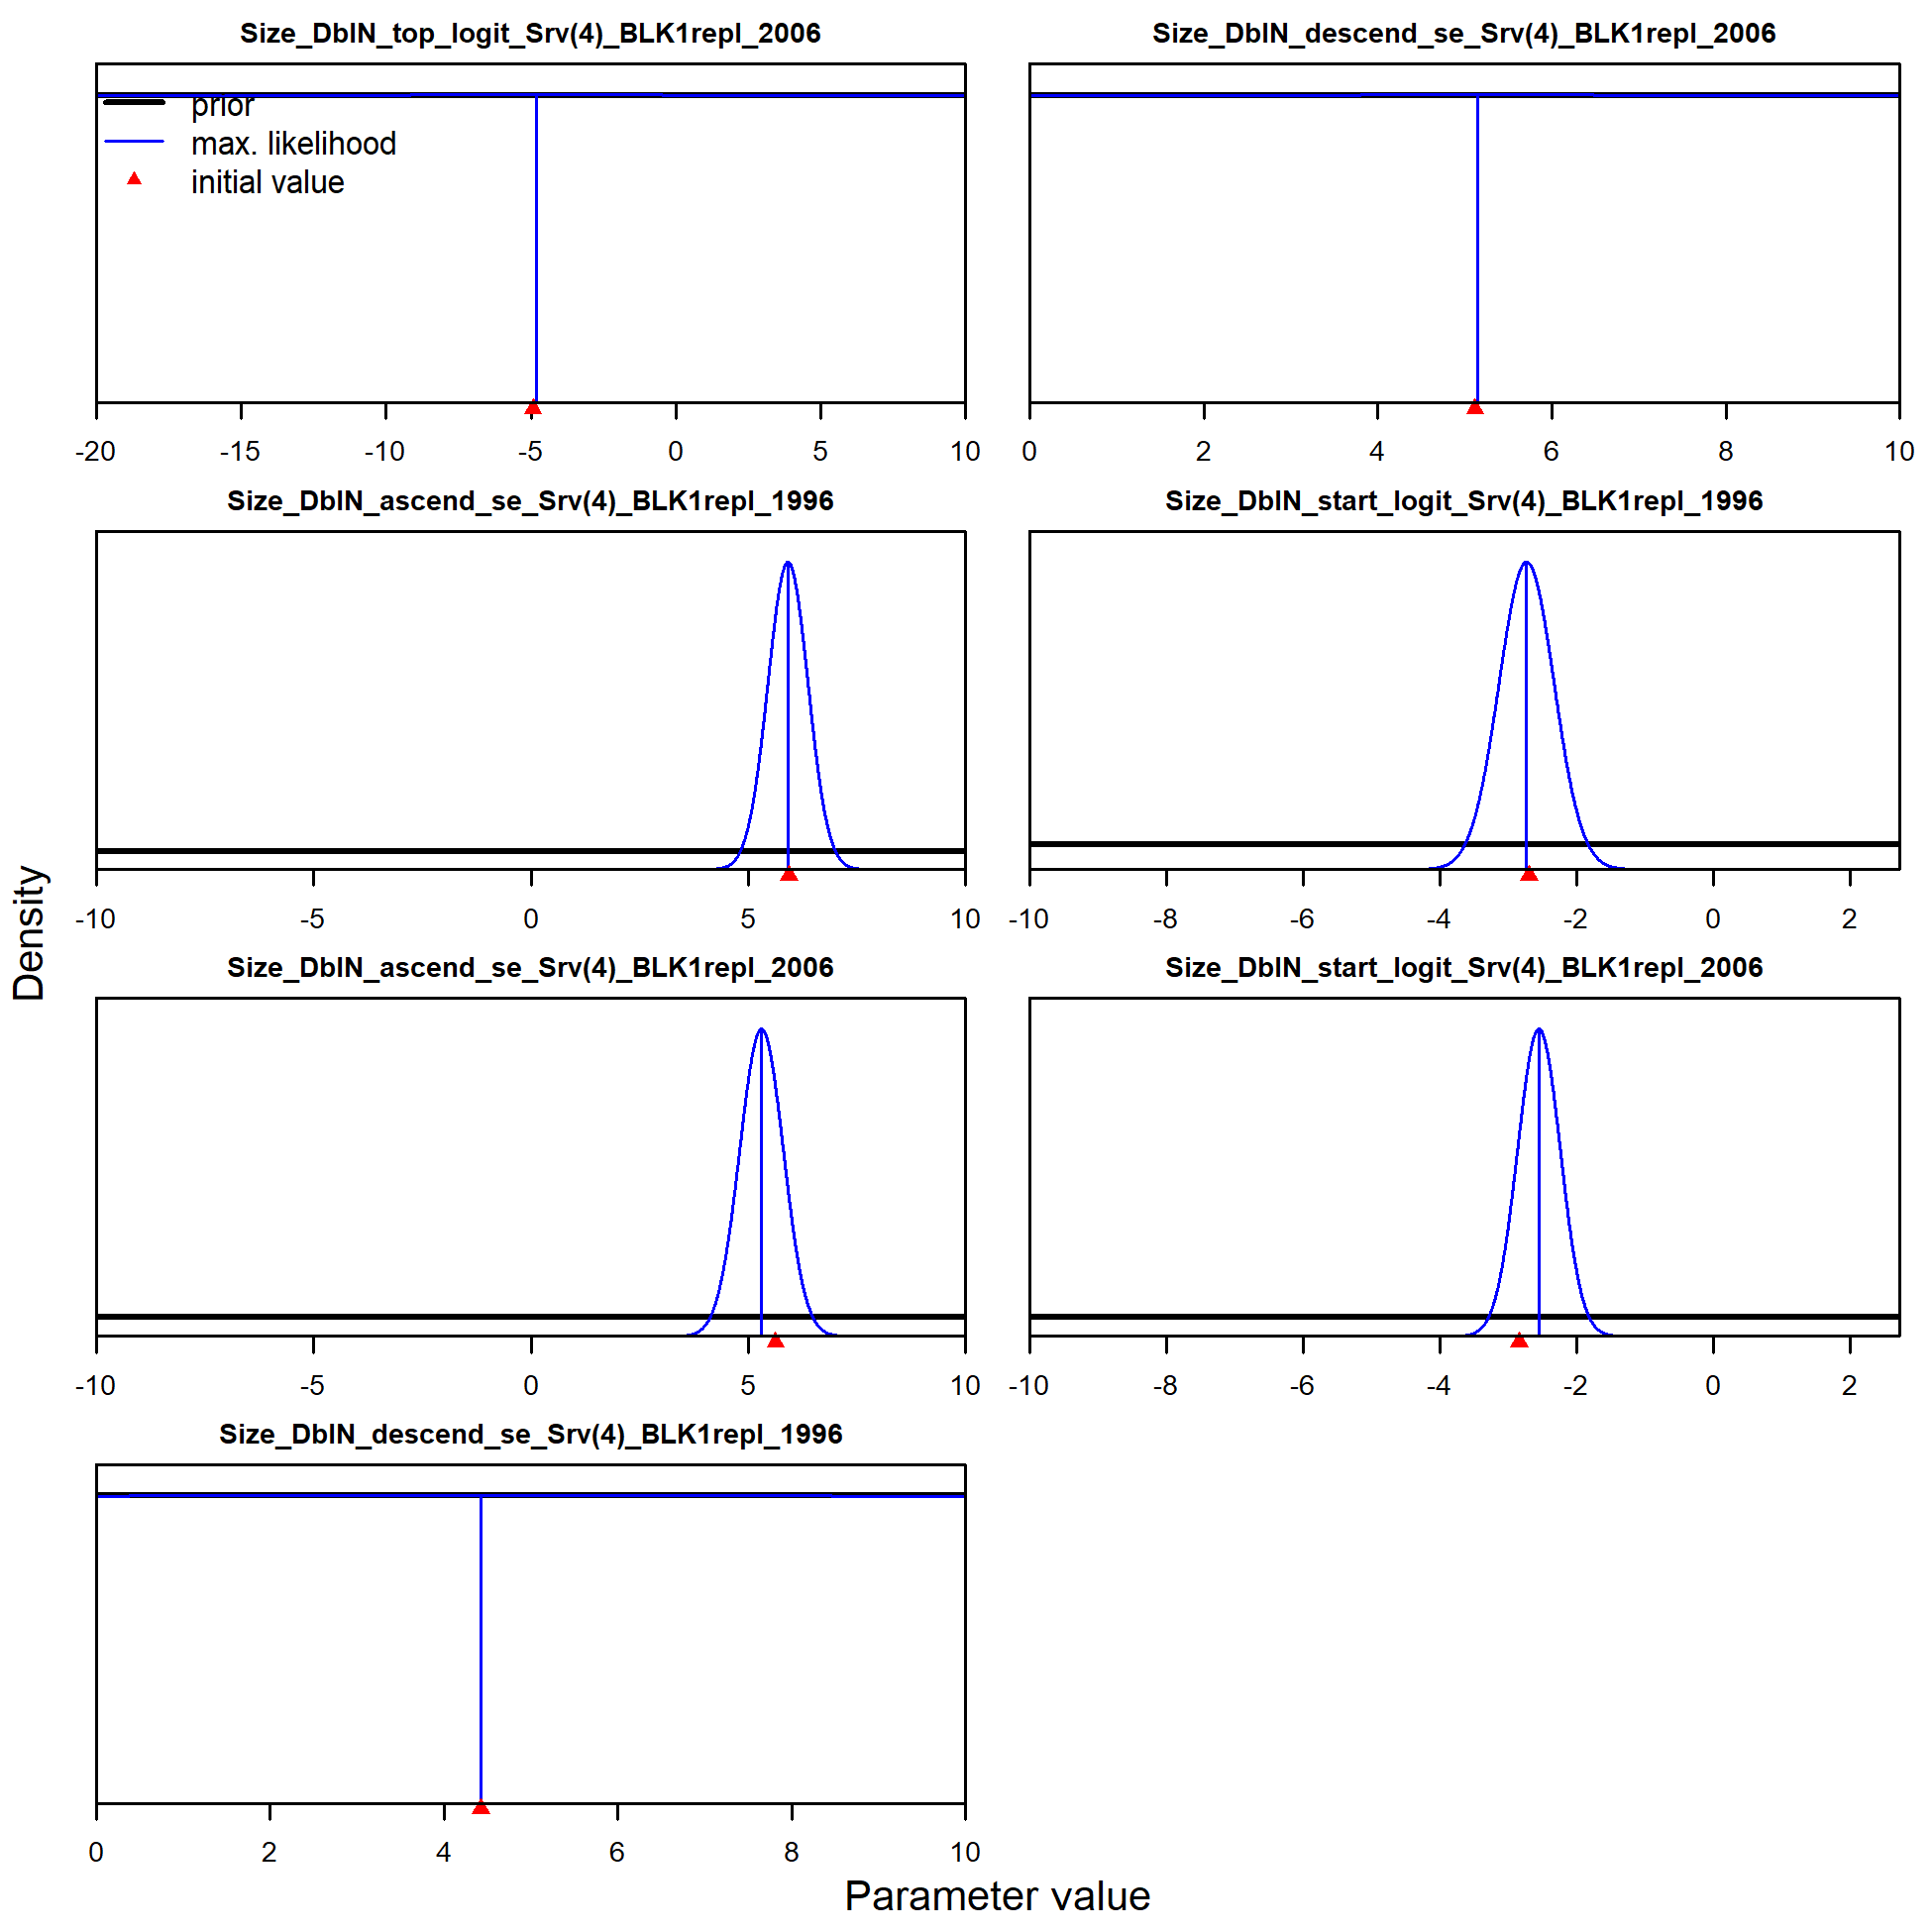 Size_DblN_top_logit_Srv(4)_BLK1repl_2006
prior
max. likelihood
initial value
-20 -15 -10 -5 0 5 10
Size_DblN_descend_se_Srv(4)_BLK1repl_2006
0 2 4 6 8 10
Size_DblN_ascend_se_Srv(4)_BLK1repl_1996
-10 -5 0 5 10
Size_DblN_start_logit_Srv(4)_BLK1repl_1996
-10 -8 -6 -4 -2 0 2
Size_DblN_ascend_se_Srv(4)_BLK1repl_2006
-10 -5 0 5 10
Size_DblN_start_logit_Srv(4)_BLK1repl_2006
-10 -8 -6 -4 -2 0 2
Size_DblN_descend_se_Srv(4)_BLK1repl_1996
0 2 4 6 8 10
Density
Parameter value